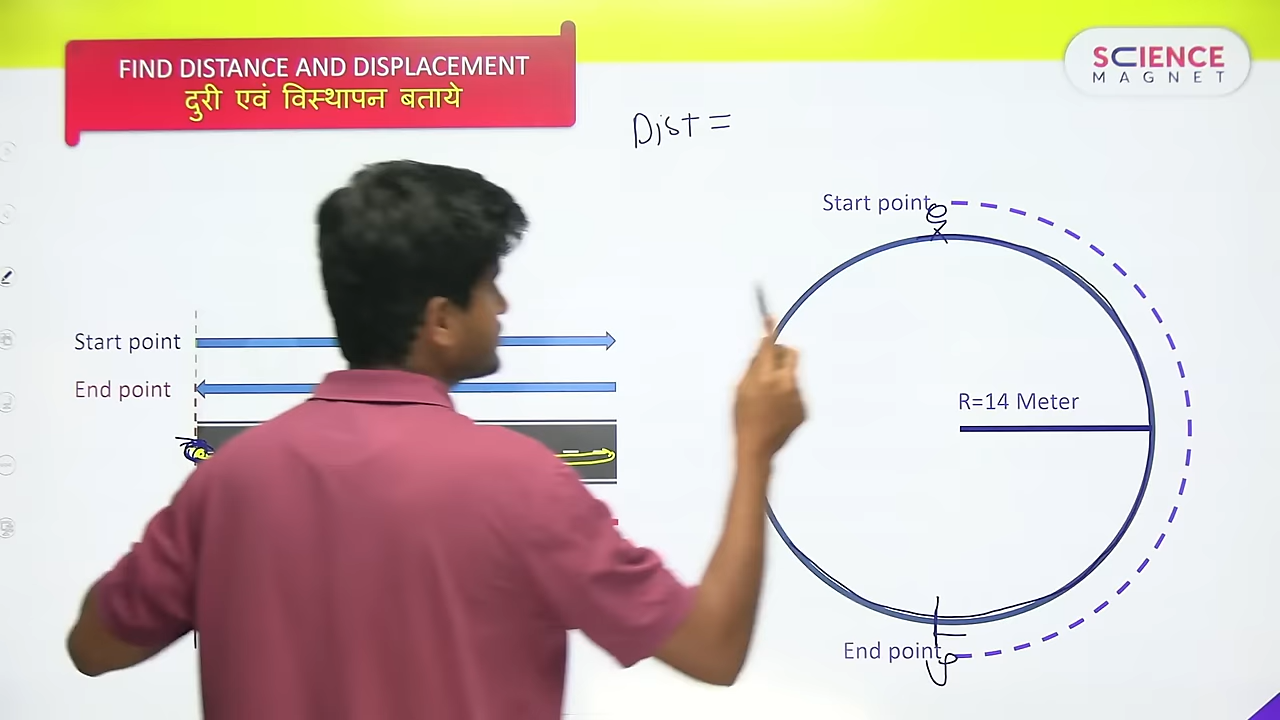 FIND DISTANCE AND DISPLACEMENT
दुरी एवं विस्थापन बताये
SCIENCE
MAGNET
Dist =
Start point
Start point
End point
R=14 Meter
End point